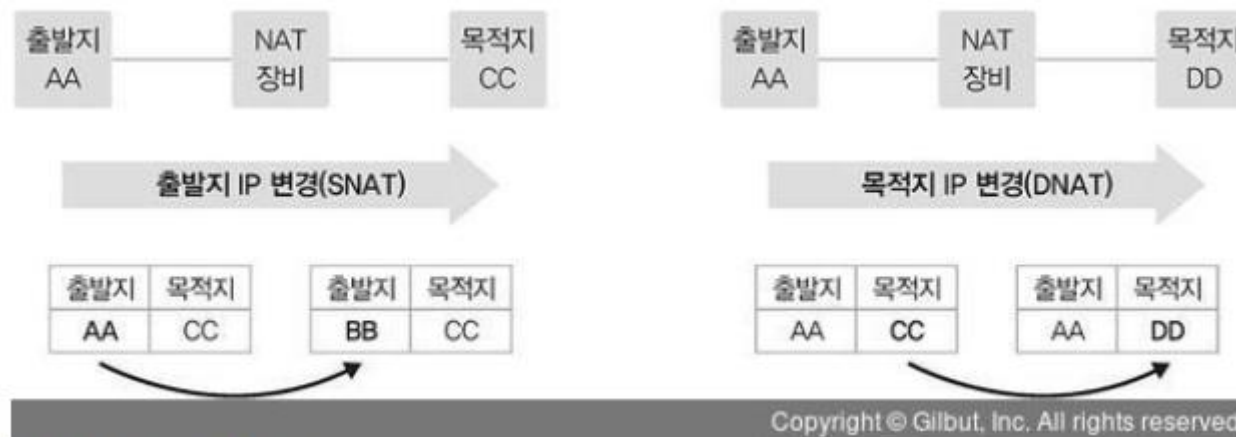 출발지 NAT 목적지 출발지 NAT 목적지
AA 장비 CC AA 장비 DD
출발지 IP 변경(SNAT) 목적지 IP 변경(DNAT)
출발지 목적지 출발지 목적지 출발지 목적지 출발지 목적지
AA CC BB CC AA CC AA DD
Copyright © Gilbut, Inc. All rights reserved